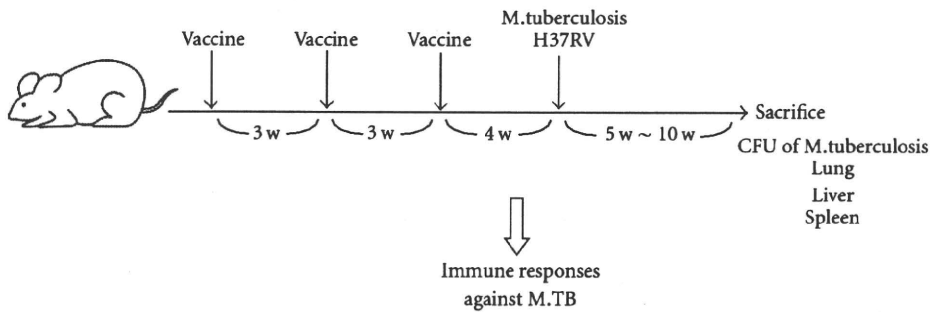 M.tuberculosis
Vaccine Vaccine Vaccine H37RV
Sacrifice
3 w 3 w 4 w 5 w ~ 10 w
CFU of M.tuberculosis
Lung
Liver
Spleen
Immune responses
against M.TB